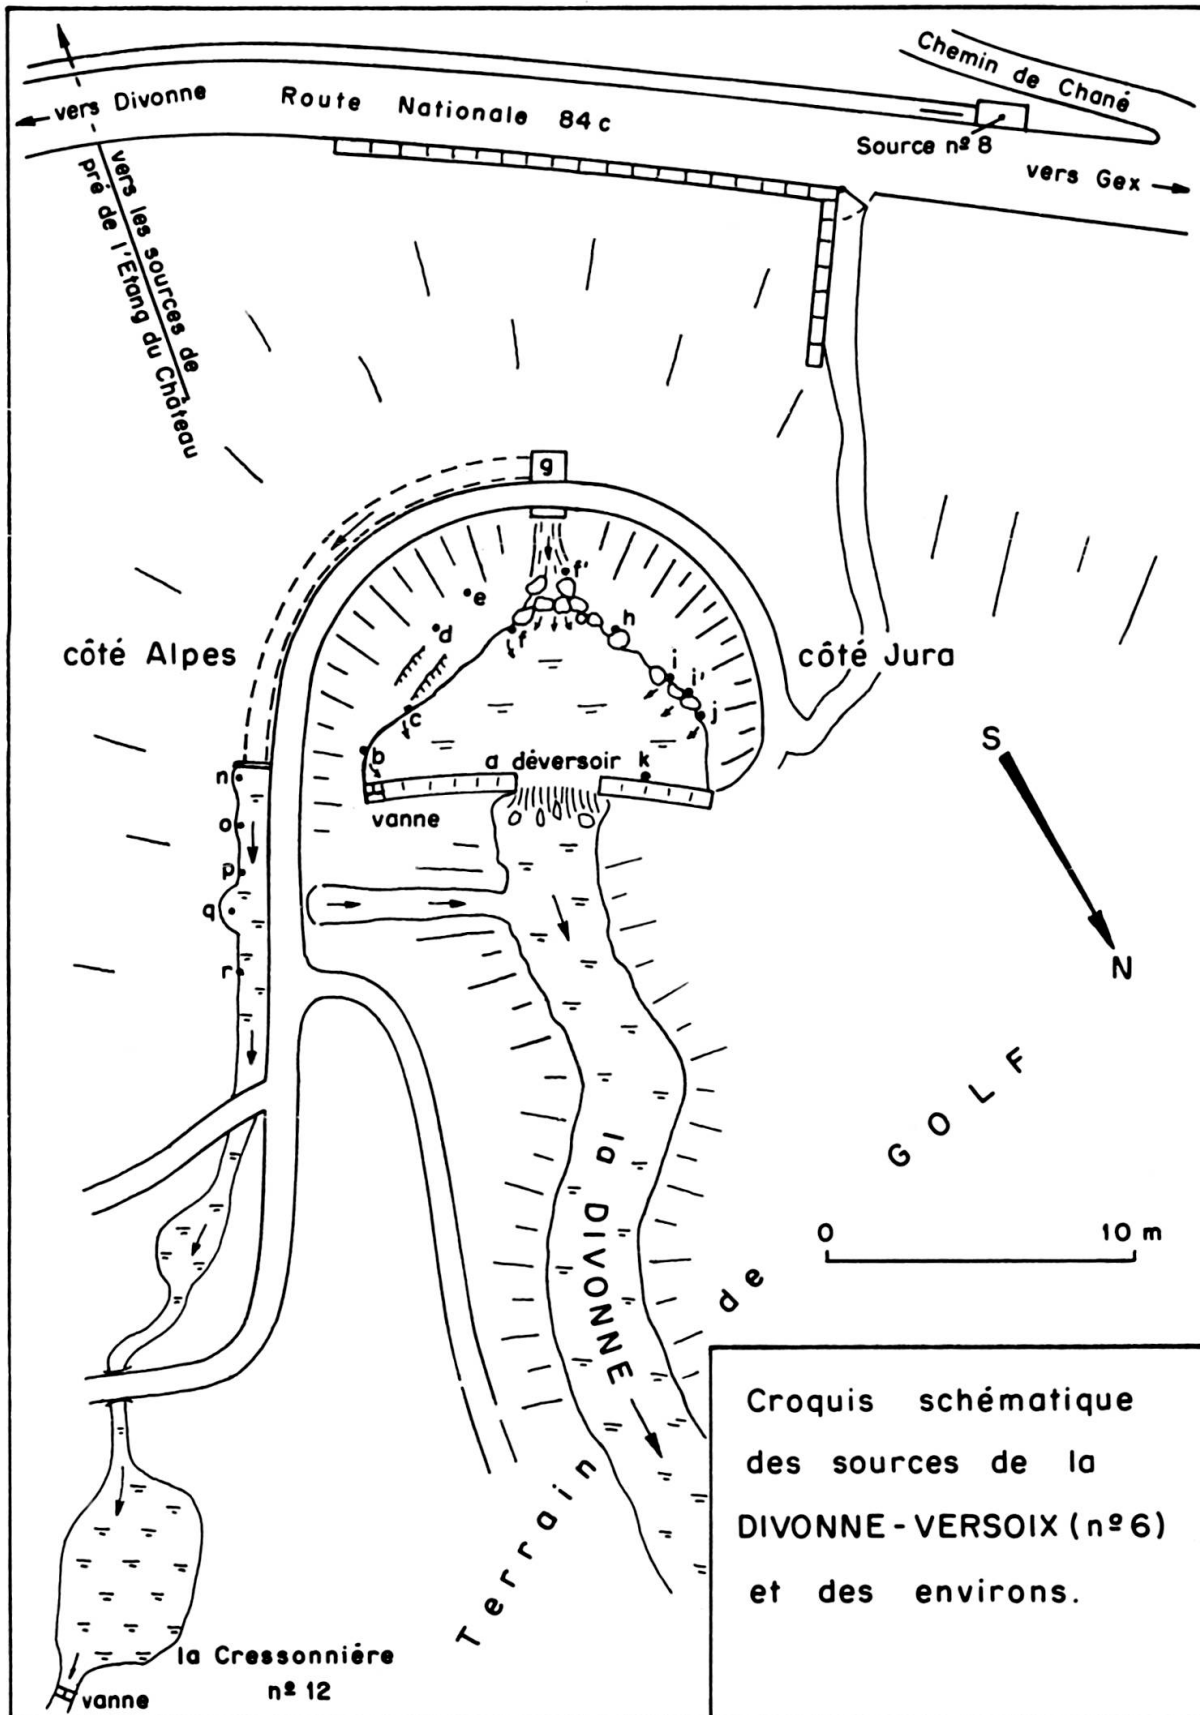 Chemin de Chané
vers Divonne
Route Nationale 84c
Source nº 8
vers Gex
vers les sources de
pré de l'Etang du Château
g
f'
e
h
d
f
côté Alpes
côté Jura
i
i'
c
j
b
a déversoir
k
S
n
vanne
o
p
q
r
N
GOLF
la DIVONNE
0
10 m
de
Terrain
Croquis schématique
des sources de la
DIVONNE-VERSOIX (nº 6)
et des environs.
la Cressonnière
nº 12
vanne